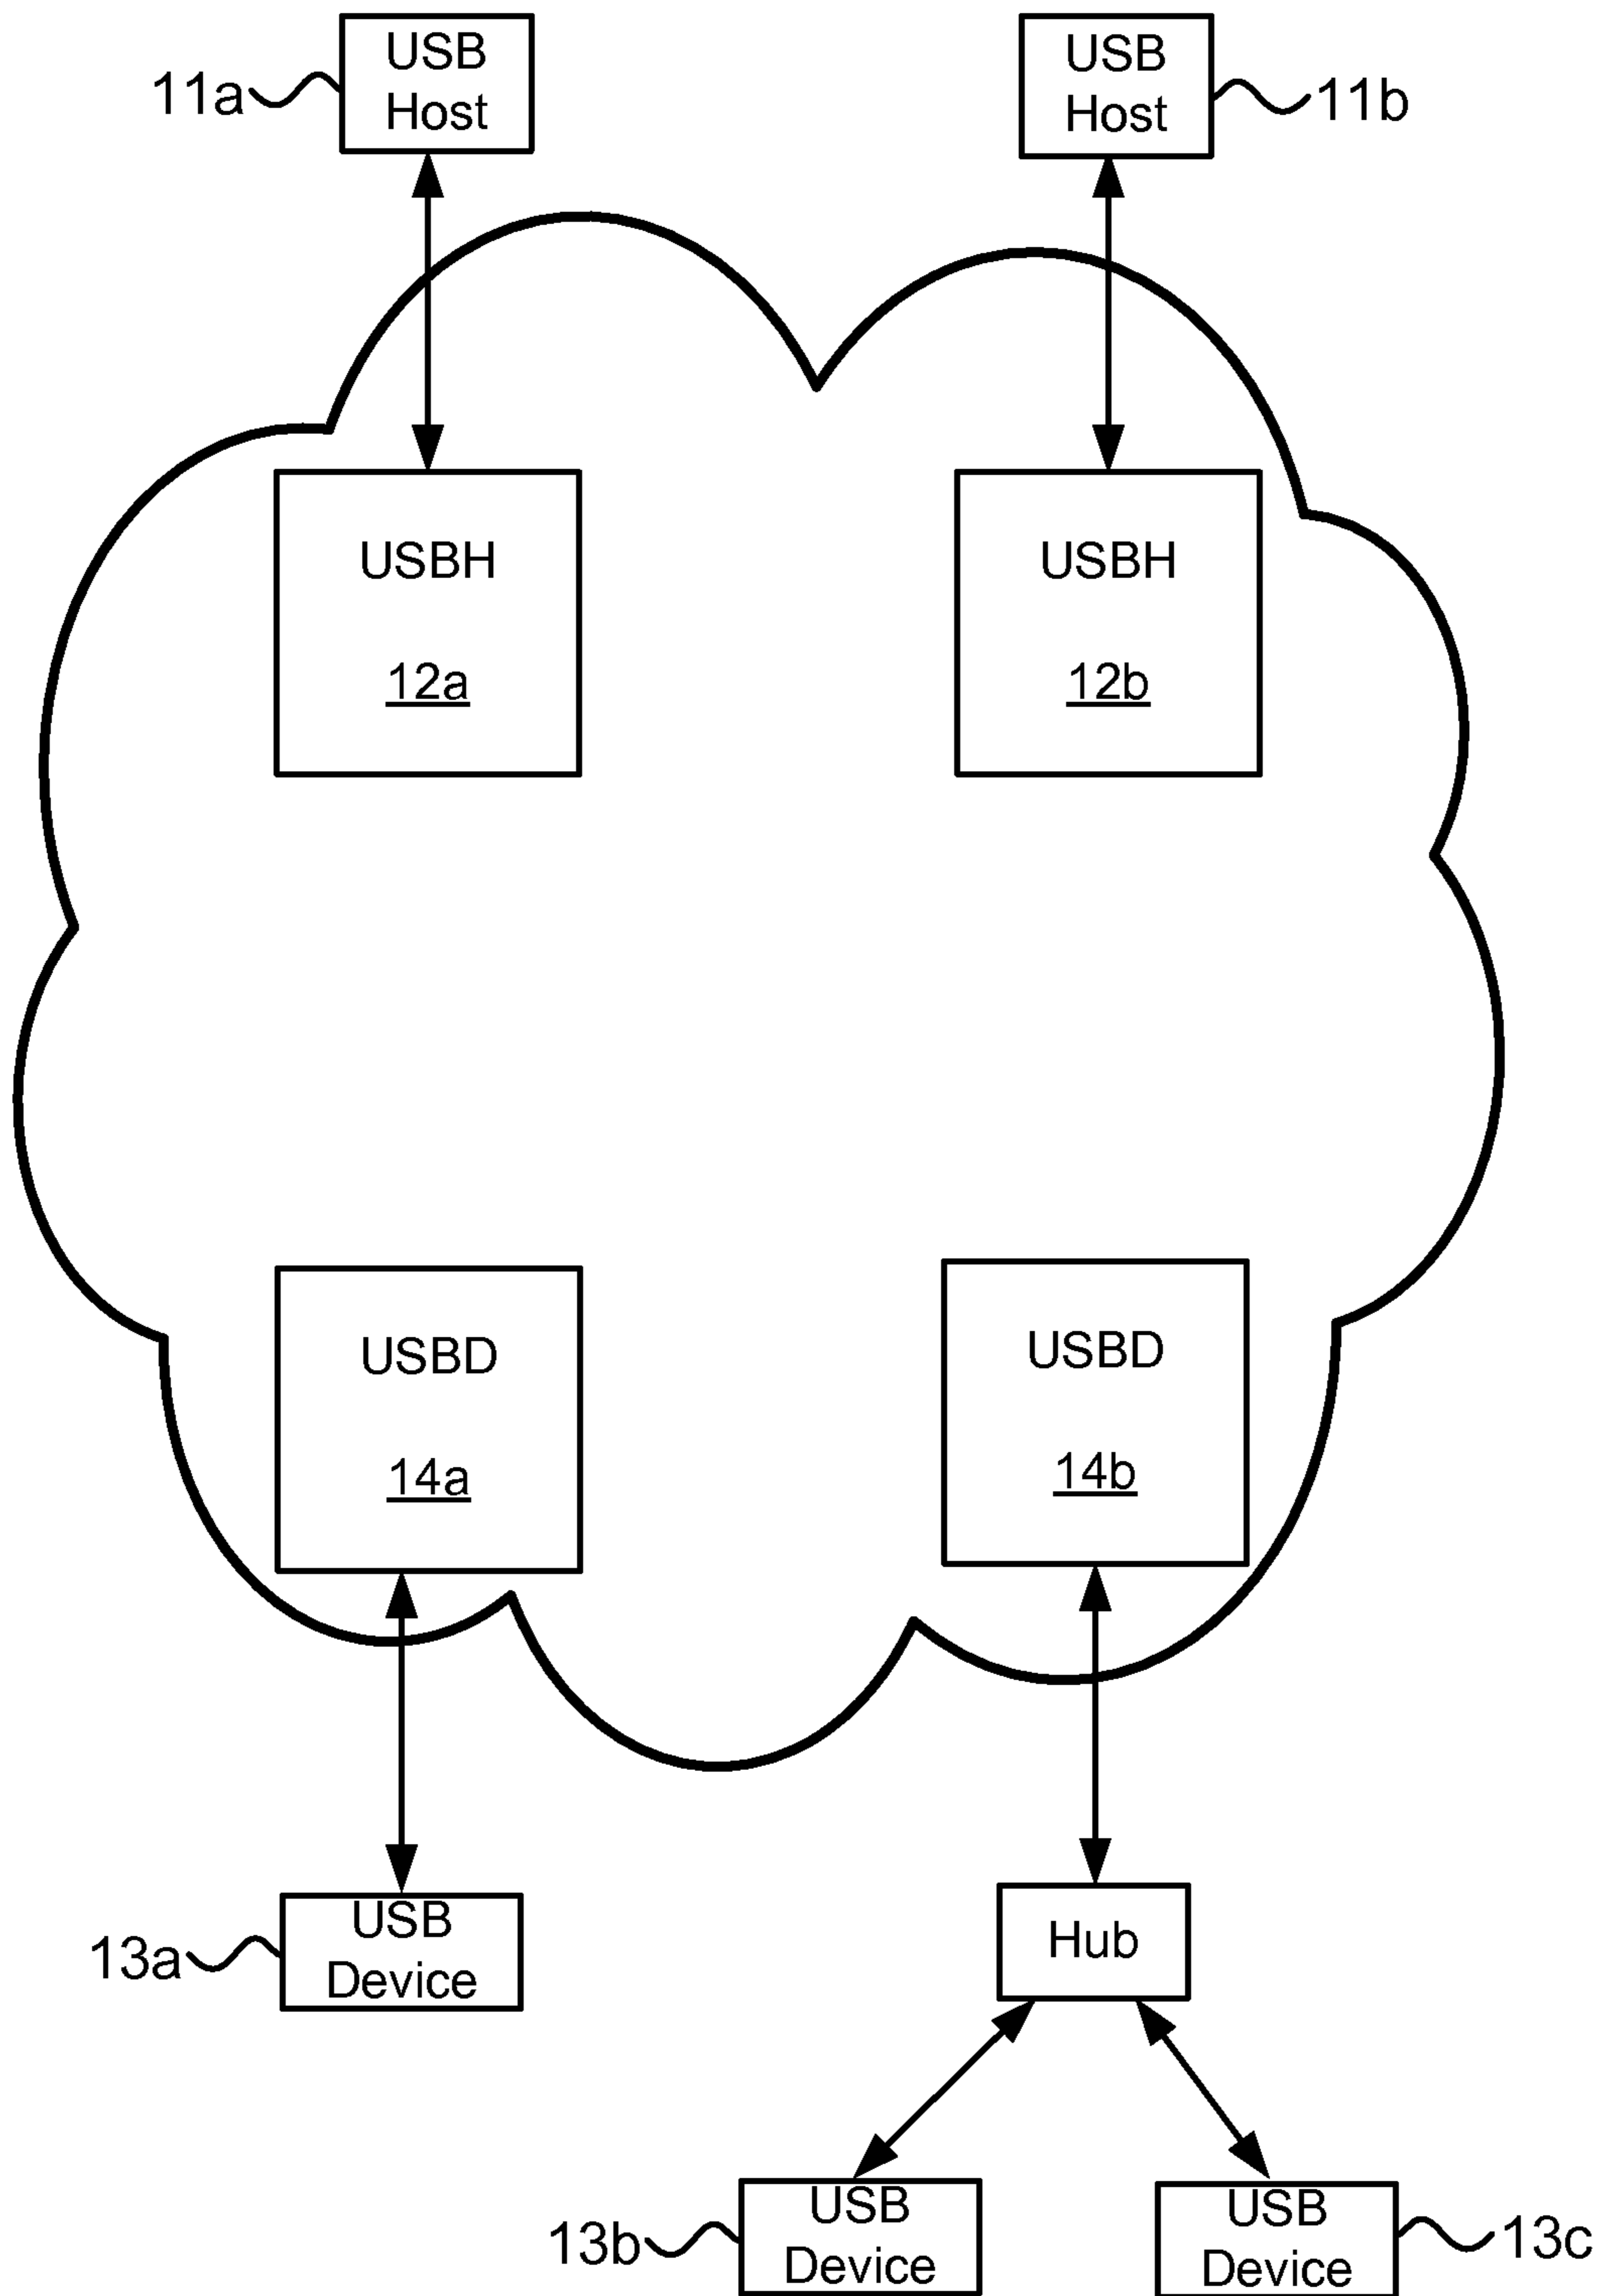 USB
Host
11a
USB
Host
11b
USBH
12a
USBH
12b
USBD
14a
USBD
14b
USB
Device
13a
Hub
USB
Device
13b
USB
Device
13c